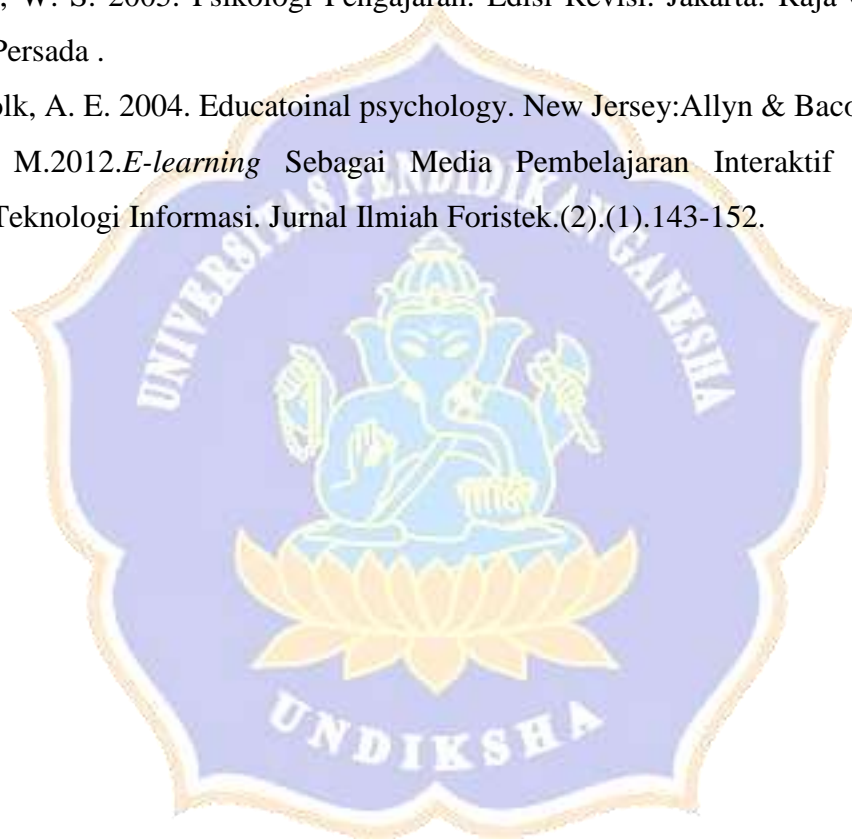 , W. S. 2005. Psikologi Pengajaran. Edisi Revisi. Jakarta: Raja
Persada .
olk, A. E. 2004. Educatoinal psychology. New Jersey:Allyn & Baco
M.2012.E-learning Sebagai Media Pembelajaran Interaktif
Teknologi Informasi. Jurnal Ilmiah Foristek.(2).(1).143-152.
UNIVERSITAS PENDIDIKAN GANESHA
UNDIKSHA